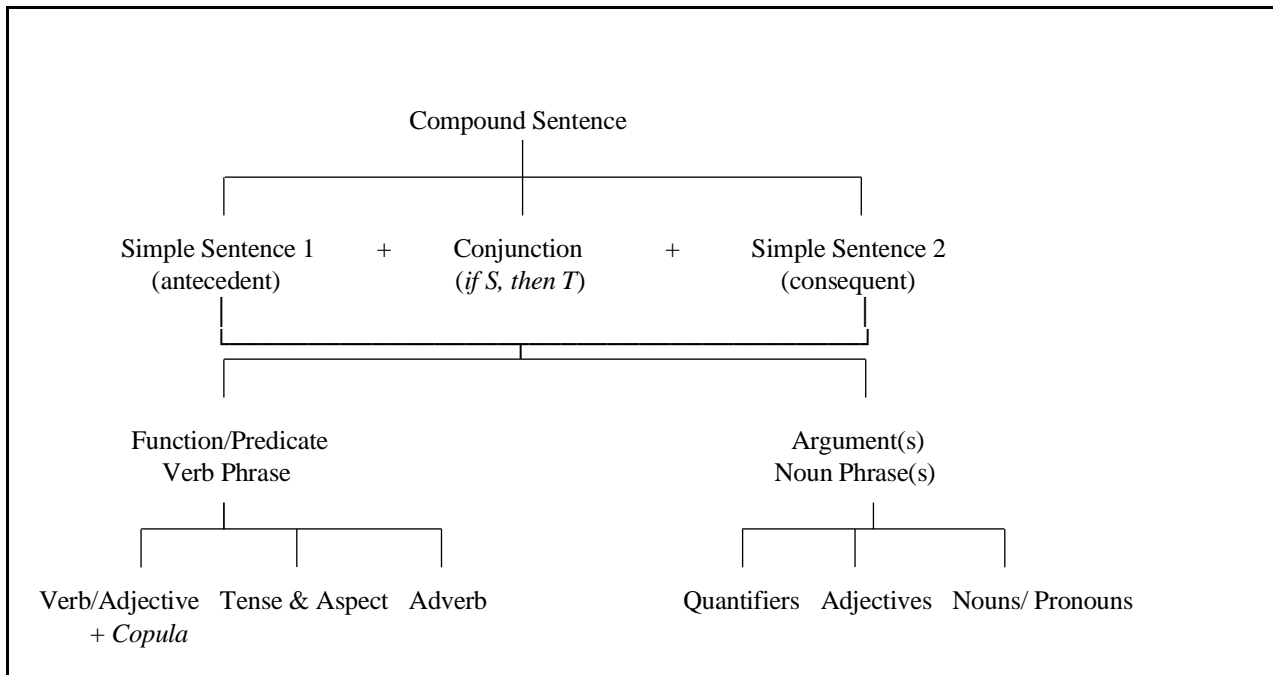 Compound Sentence
Simple Sentence 1 + Conjunction + Simple Sentence 2
(antecedent) (if S, then T) (consequent)
Function/Predicate Argument(s)
Verb Phrase Noun Phrase(s)
Verb/Adjective Tense & Aspect Adverb Quantifiers Adjectives Nouns/ Pronouns
+ Copula